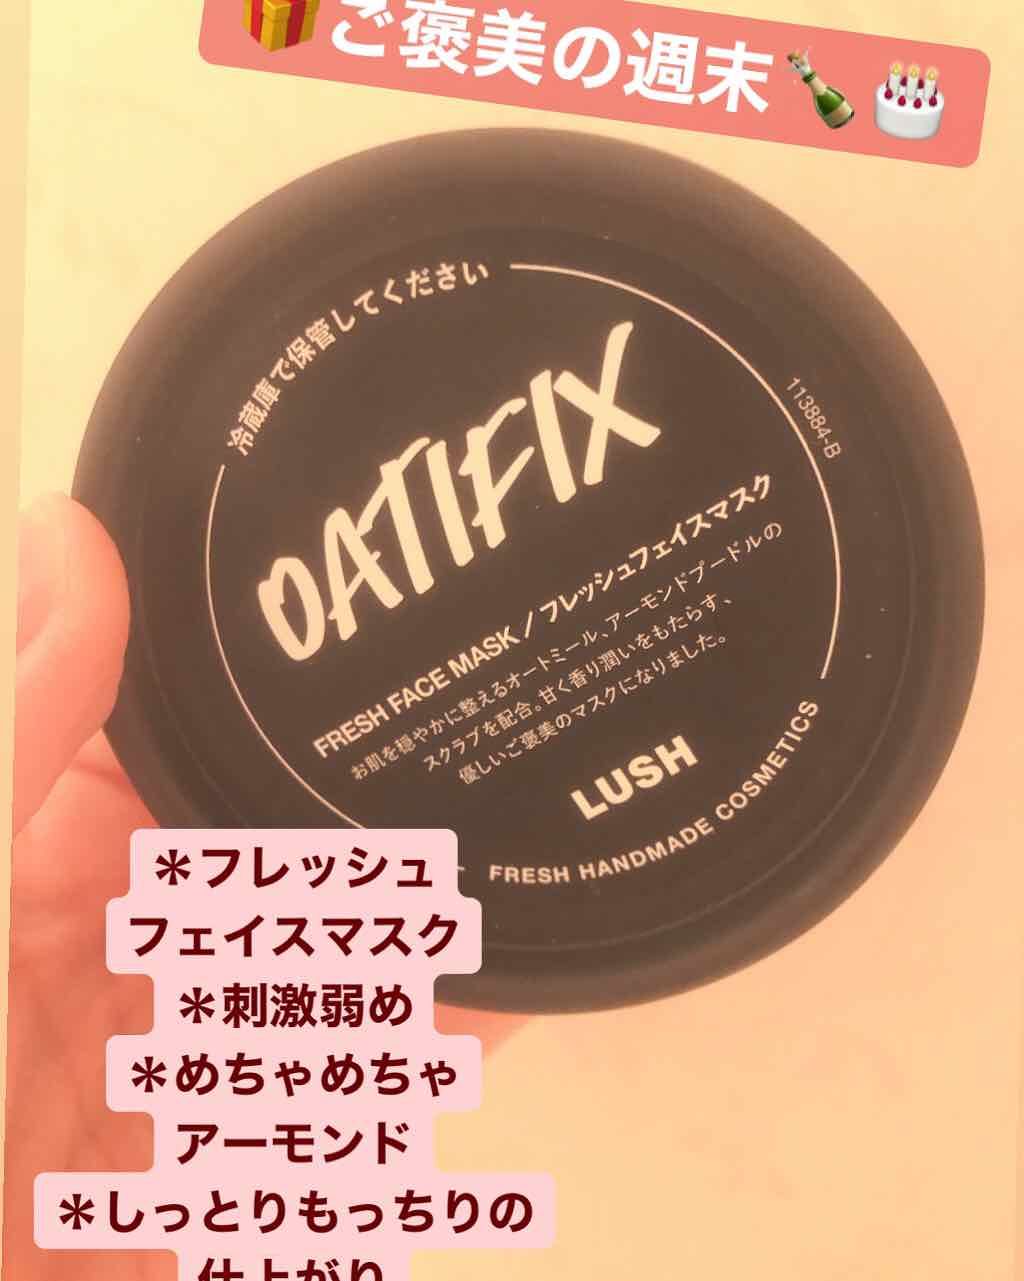 🎁ご褒美の週末🍾🎂
冷蔵庫で保管してください
113884-B
OATIFIX
FRESH FACE MASK / フレッシュフェイスマスク
お肌を穏やかに整えるオートミール、アーモンドプードルの
スクラブを配合。甘く香り潤いをもたらす、
優しいご褒美のマスクになりました。
LUSH
FRESH HANDMADE COSMETICS
＊フレッシュ
フェイスマスク
＊刺激弱め
＊めちゃめちゃ
アーモンド
＊しっとりもっちりの
仕上がり